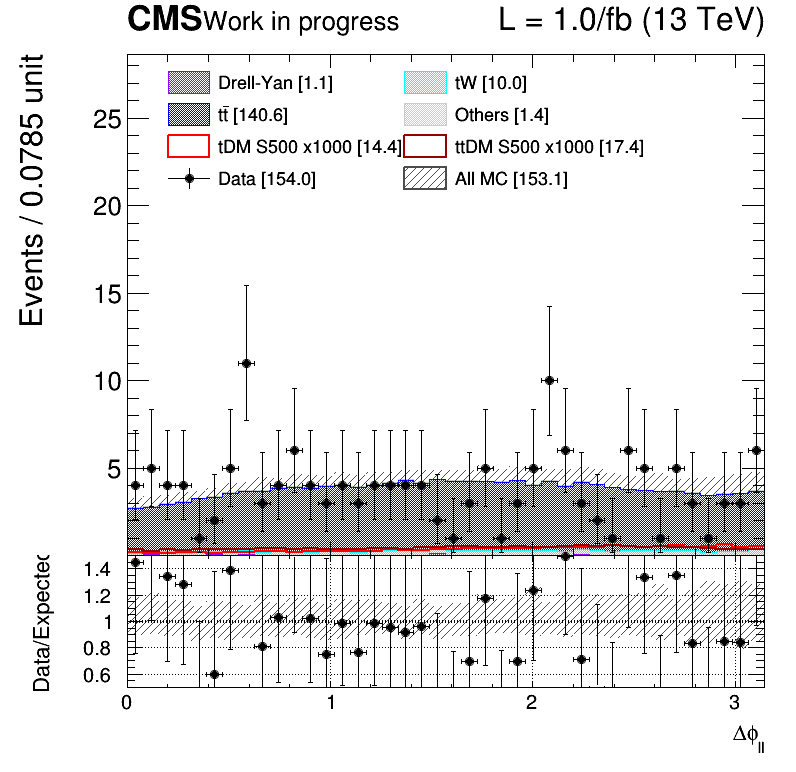 CMS Work in progress L = 1.0/fb (13 TeV)
Events / 0.0785 unit
Drell-Yan [1.1] tW [10.0]
tt̄ [140.6] Others [1.4]
tDM S500 x1000 [14.4] ttDM S500 x1000 [17.4]
Data [154.0] All MC [153.1]
25
20
15
10
5
Data/Expected
1.4
1.2
1
0.8
0.6
0 1 2 3
Δϕ_ll